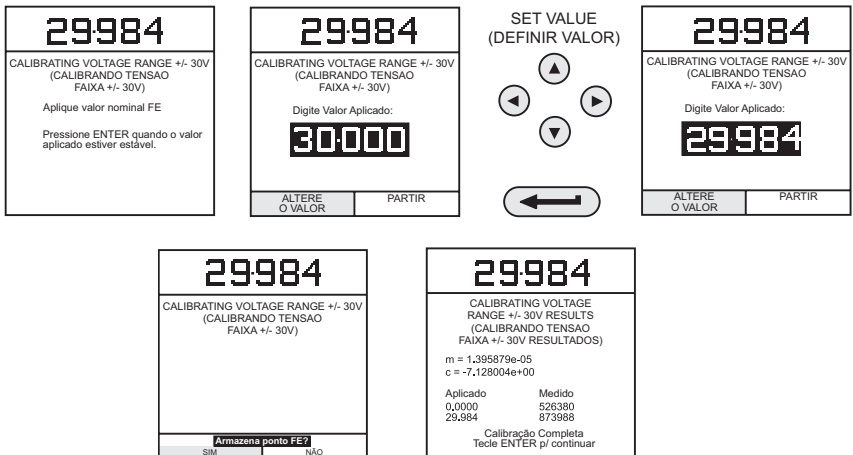 29.984
CALIBRATING VOLTAGE RANGE +/- 30V
(CALIBRANDO TENSAO
FAIXA +/- 30V)
Aplique valor nominal FE
Pressione ENTER quando o valor
aplicado estiver estável.
29.984
CALIBRATING VOLTAGE RANGE +/- 30V
(CALIBRANDO TENSAO
FAIXA +/- 30V)
Digite Valor Aplicado:
30.000
ALTERE
O VALOR
PARTIR
SET VALUE
(DEFINIR VALOR)
29.984
CALIBRATING VOLTAGE RANGE +/- 30V
(CALIBRANDO TENSAO
FAIXA +/- 30V)
Digite Valor Aplicado:
29.984
ALTERE
O VALOR
PARTIR
29.984
CALIBRATING VOLTAGE RANGE +/- 30V
(CALIBRANDO TENSAO
FAIXA +/- 30V)
Armazena ponto FE?
SIM
NÃO
29.984
CALIBRATING VOLTAGE
RANGE +/- 30V RESULTS
(CALIBRANDO TENSAO
FAIXA +/- 30V RESULTADOS)
m = 1.395879e-05
c = -7.128004e+00
Aplicado Medido
0.0000 526380
29.984 873988
Calibração Completa
Tecle ENTER p/ continuar